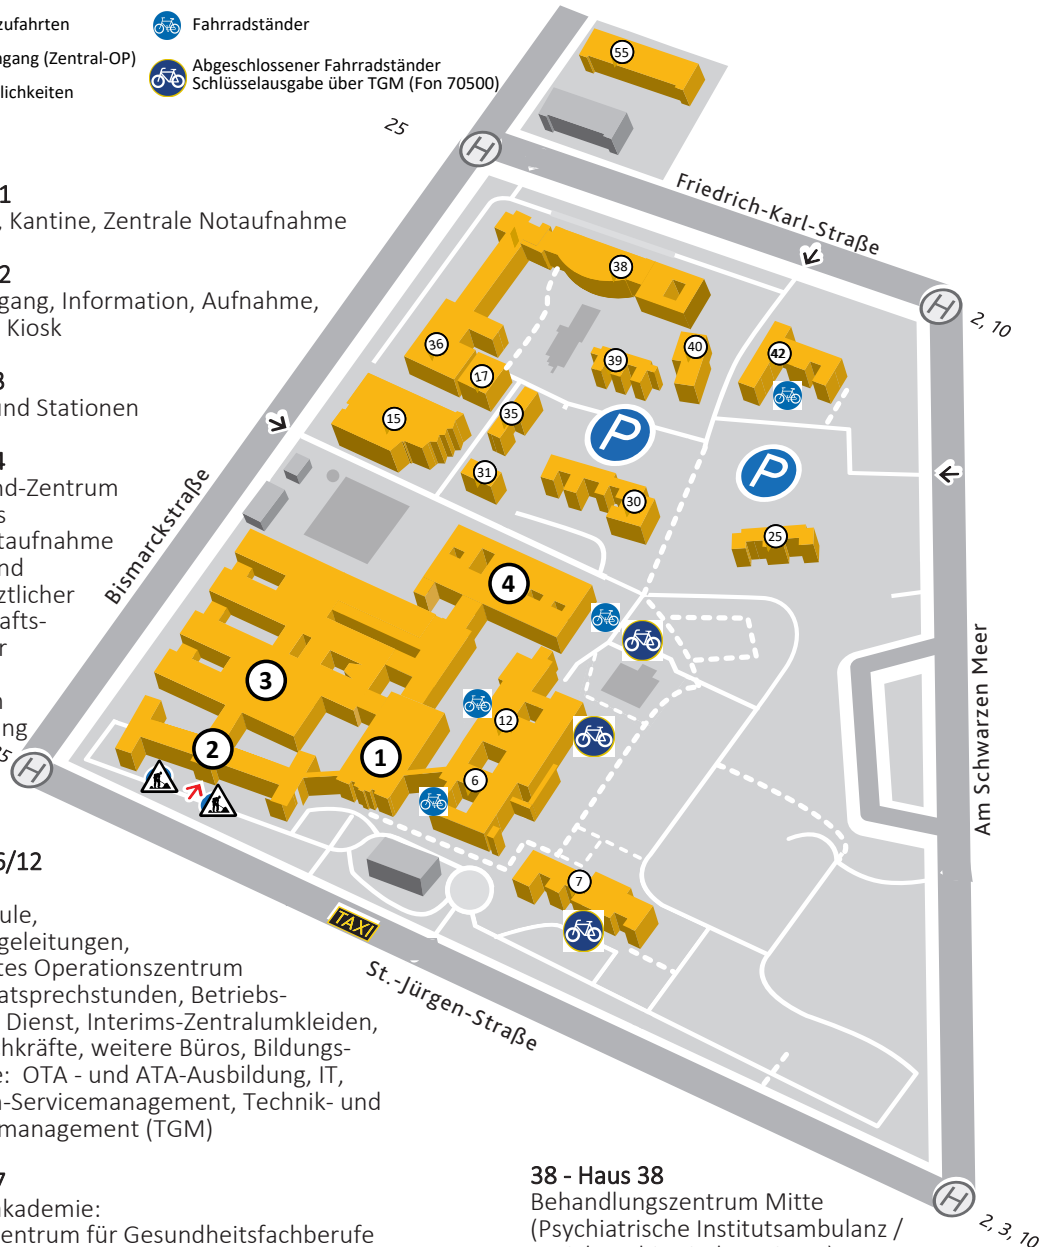 zufahrten
Fahrradständer
gang (Zentral-OP)
Abgeschlossener Fahrradständer
Schlüsselausgabe über TGM (Fon 70500)
lichkeiten
55
25
H
Friedrich-Karl-Straße
1
, Kantine, Zentrale Notaufnahme
2
gang, Information, Aufnahme,
Kiosk
38
H
2, 10
36
17
39
40
42
3
und Stationen
15
35
P
31
30
P
25
4
nd-Zentrum
s
taufnahme
nd
ztlicher
afts-
r
n
ng
Bismarckstraße
4
3
2
1
12
6
Am Schwarzen Meer
25
H
7
TAXI
St.-Jürgen-Straße
6/12
ule,
geleitungen,
tes Operationszentrum
atsprechstunden, Betriebs-
Dienst, Interims-Zentralumkleiden,
hkräfte, weitere Büros, Bildungs-
e: OTA - und ATA-Ausbildung, IT,
n-Servicemanagement, Technik- und
management (TGM)
7
akademie:
entrum für Gesundheitsfachberufe
38 - Haus 38
Behandlungszentrum Mitte
(Psychiatrische Institutsambulanz /
H
2, 3, 10